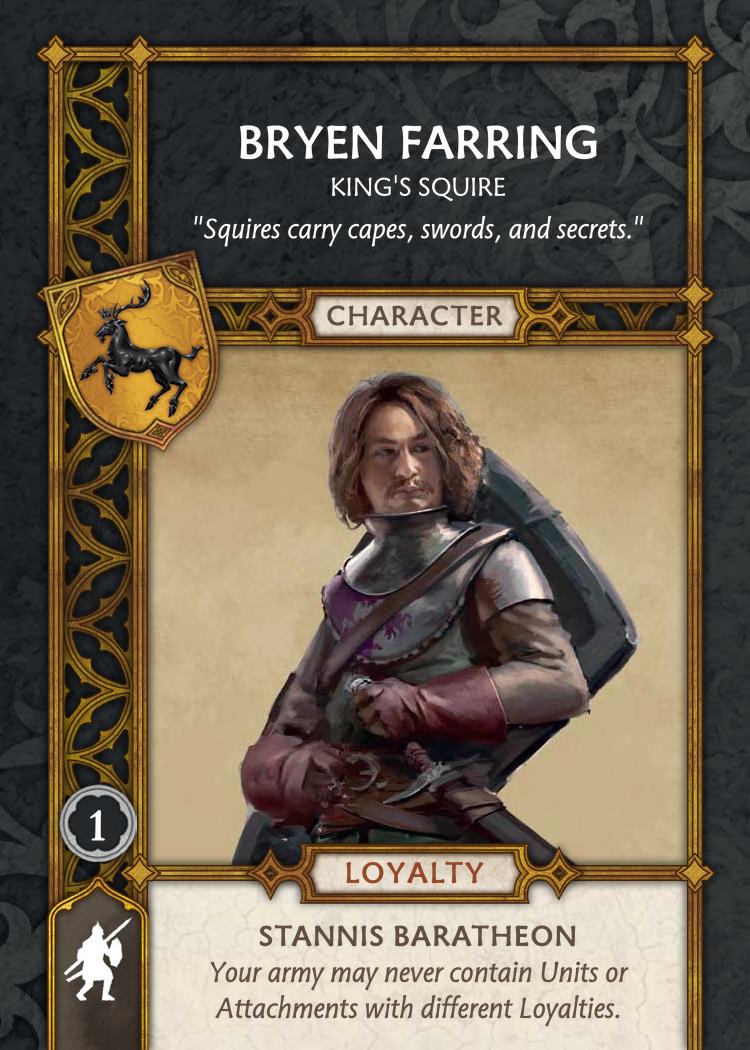 BRYEN FARRING
KING'S SQUIRE
"Squires carry capes, swords, and secrets."
CHARACTER
1
LOYALTY
STANNIS BARATHEON
Your army may never contain Units or
Attachments with different Loyalties.